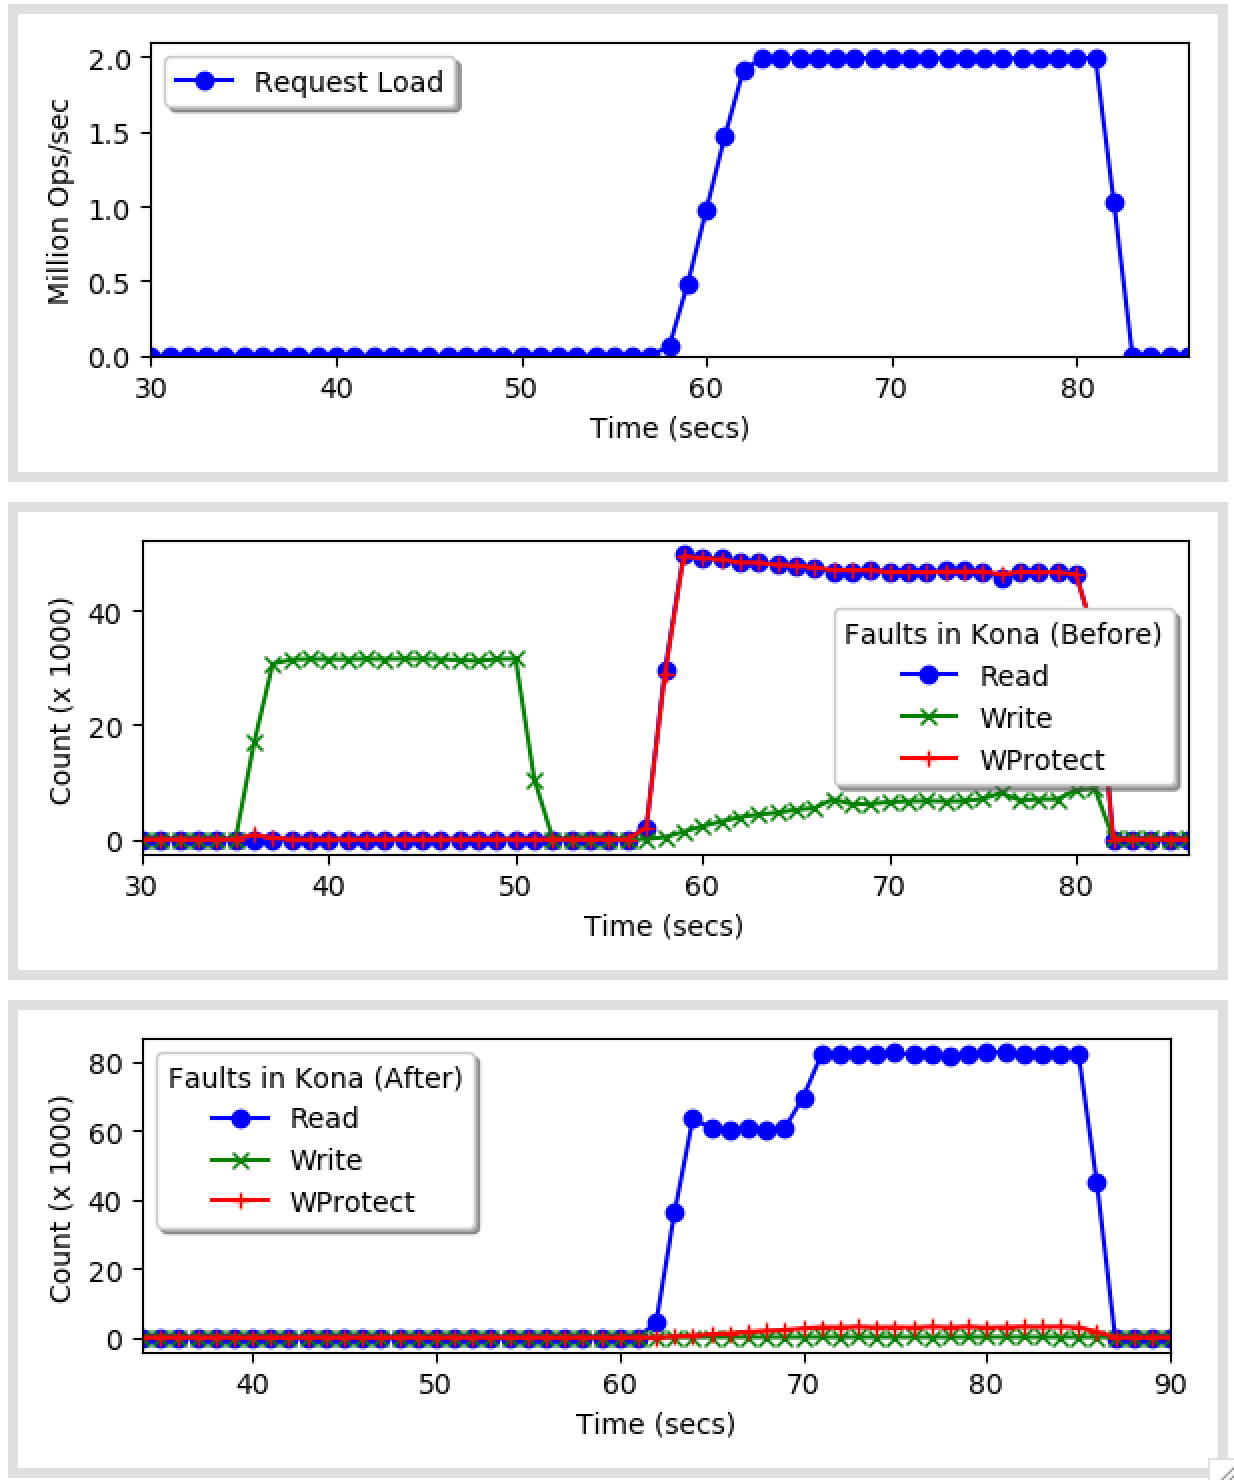 2.0
1.5
1.0
0.5
0.0
Million Ops/sec
Request Load
30 40 50 60 70 80
Time (secs)
40
20
0
Count (x 1000)
Faults in Kona (Before)
Read
Write
WProtect
30 40 50 60 70 80
Time (secs)
80
60
40
20
0
Count (x 1000)
Faults in Kona (After)
Read
Write
WProtect
40 50 60 70 80 90
Time (secs)